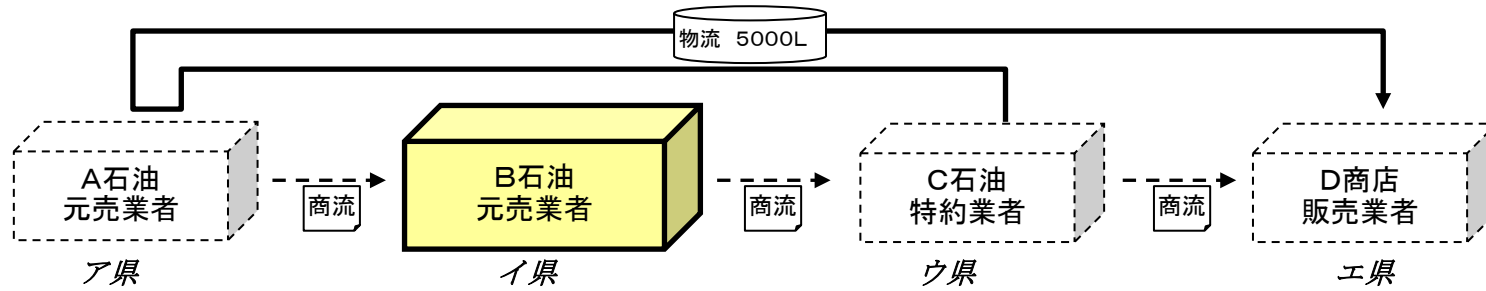 物流 5000L
A石油
元売業者
商流
B石油
元売業者
商流
C石油
特約業者
商流
D商店
販売業者
ア県
イ県
ウ県
エ県